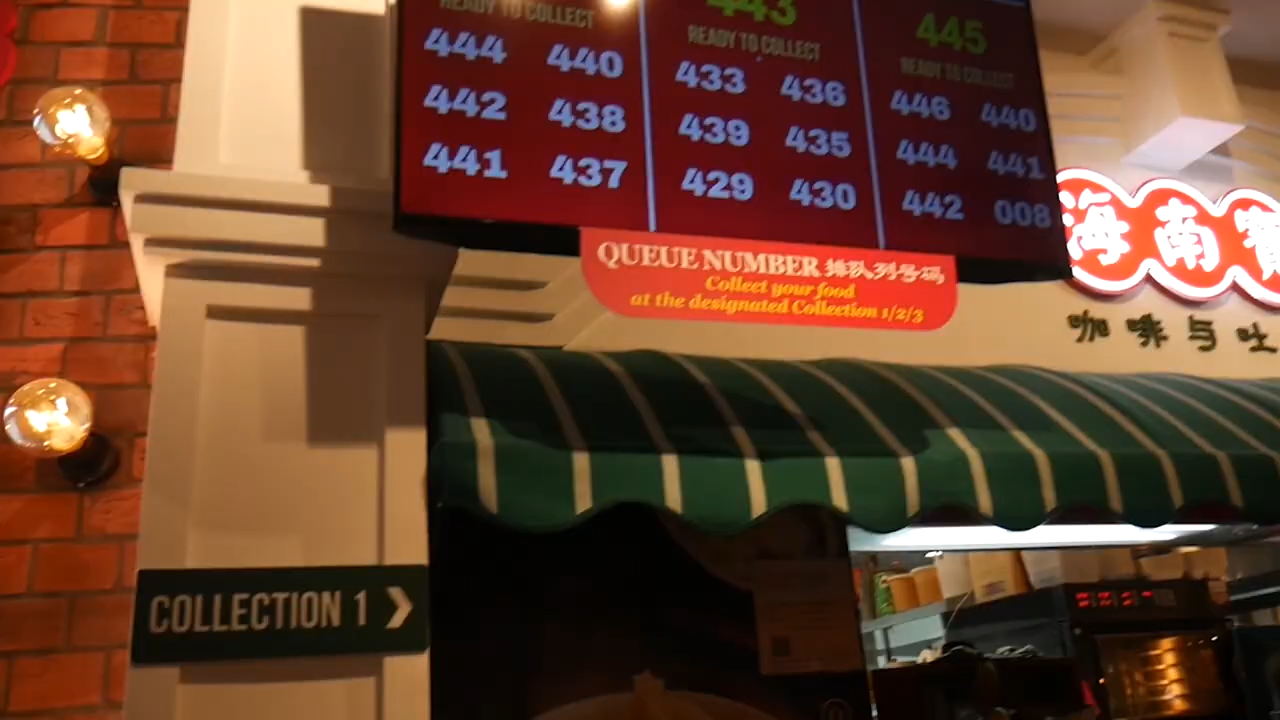 READY TO COLLECT
444 440
442 438
441 437
443
READY TO COLLECT
433 436
439 435
429 430
445
READY TO COLLECT
446 440
444 441
442 008
QUEUE NUMBER 排队列号码
Collect your food
at the designated Collection 1/2/3
海南寶
咖啡与吐
COLLECTION 1